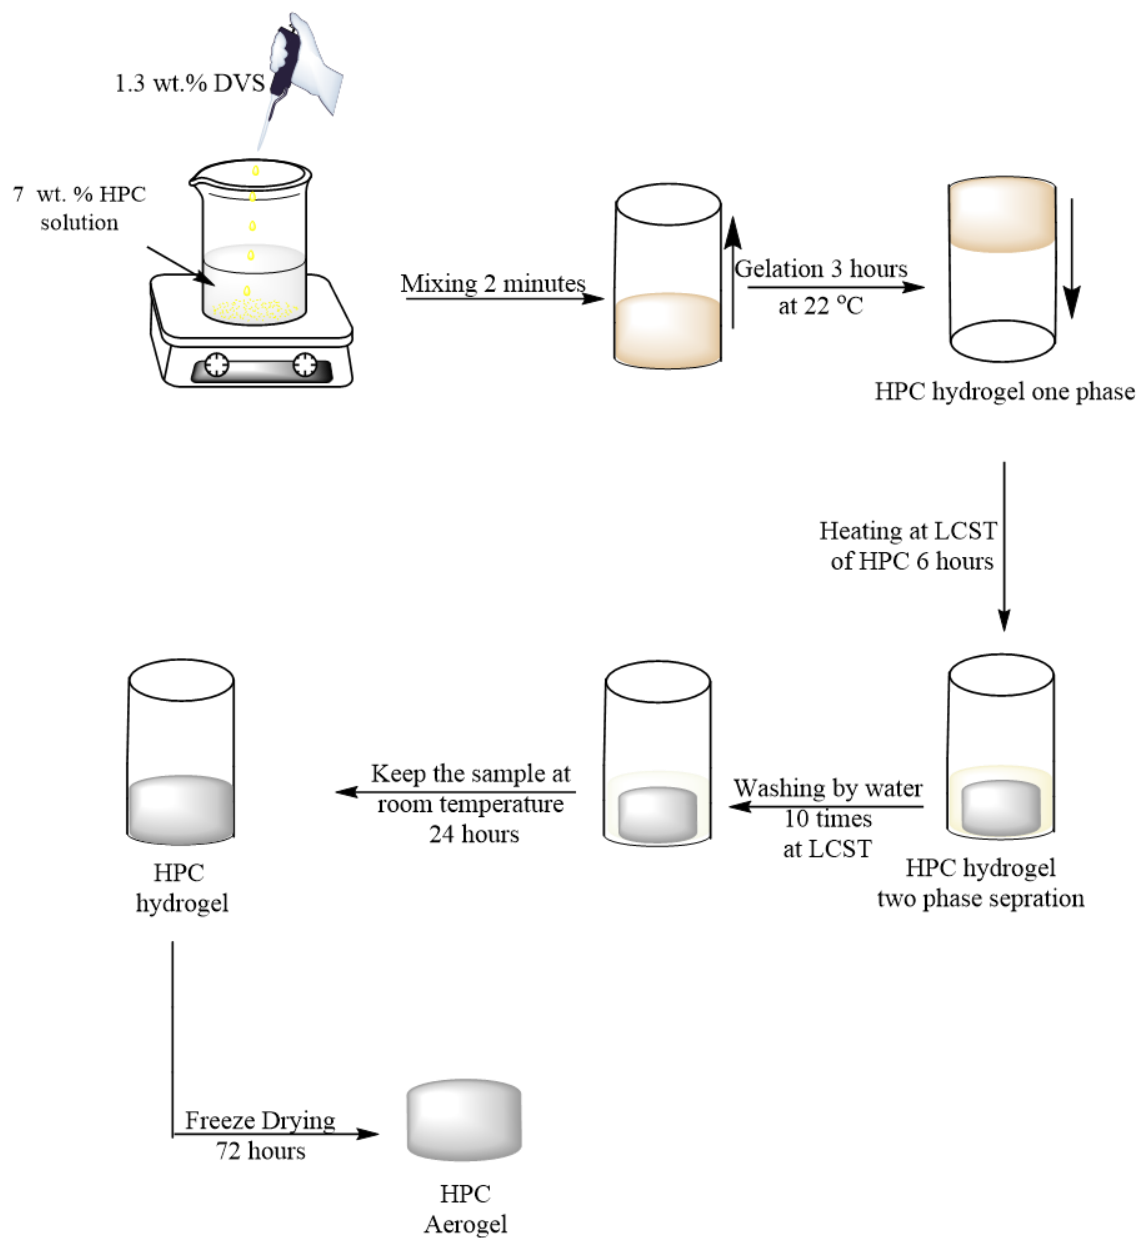 1.3 wt.% DVS
7 wt. % HPC
solution
Mixing 2 minutes
Gelation 3 hours
at 22 °C
HPC hydrogel one phase
Heating at LCST
of HPC 6 hours
HPC hydrogel
two phase sepration
Washing by water
10 times
at LCST
Keep the sample at
room temperature
24 hours
HPC
hydrogel
Freeze Drying
72 hours
HPC
Aerogel